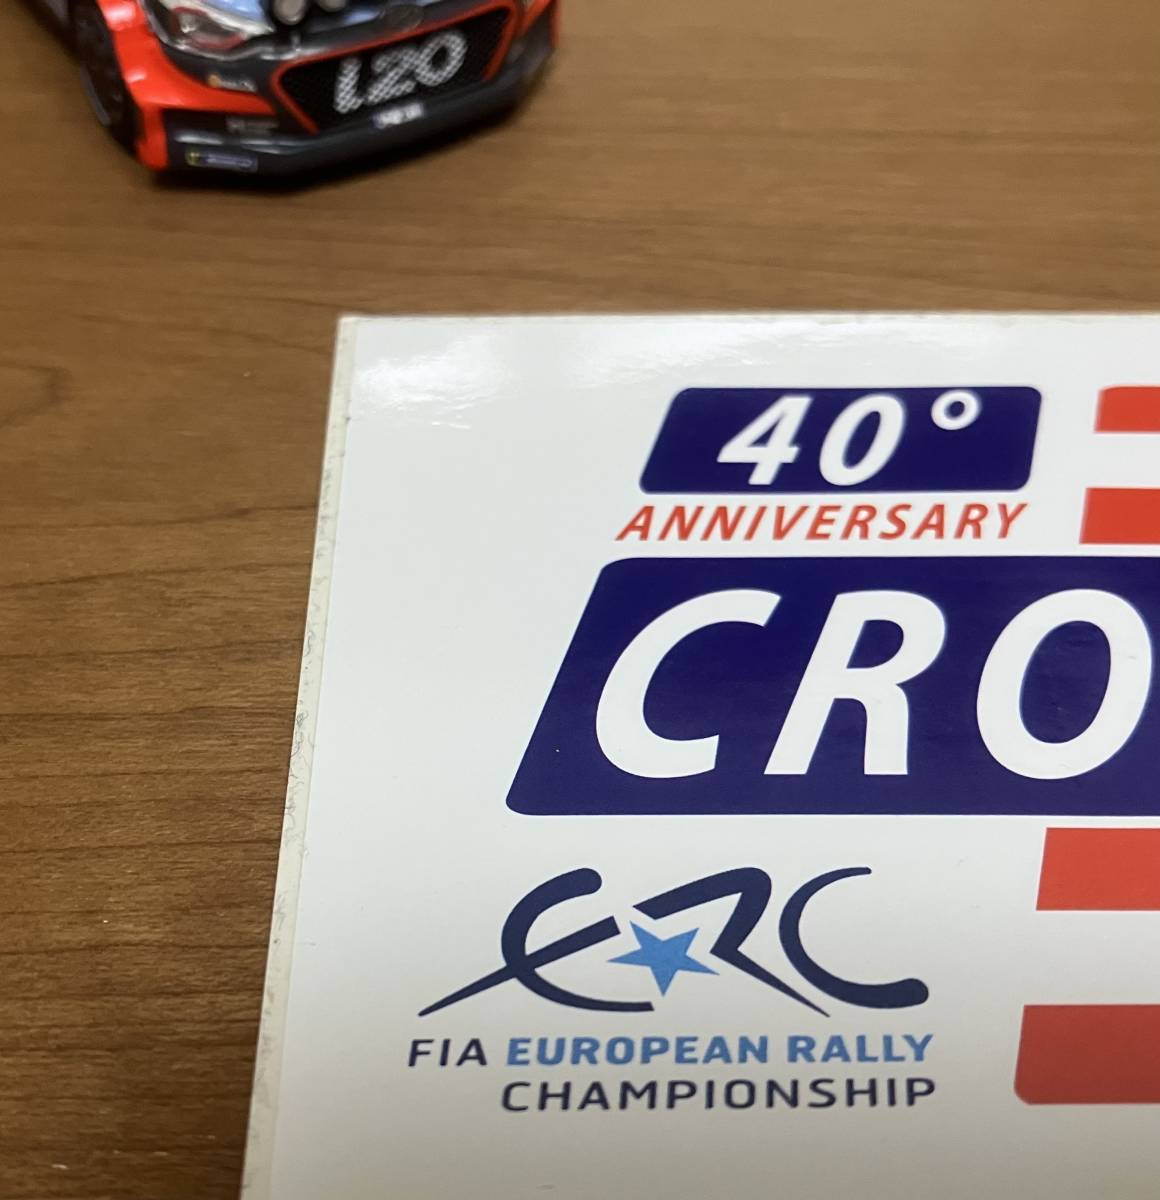 i20
40°
ANNIVERSARY
CRO
ERC
FIA EUROPEAN RALLY
CHAMPIONSHIP